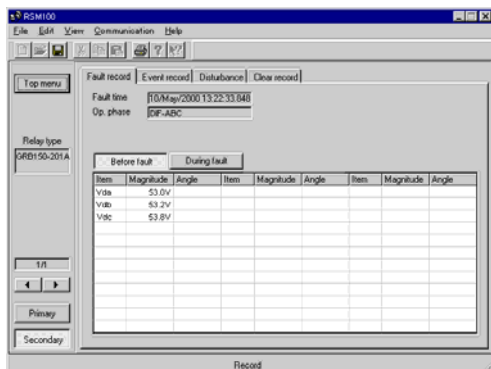 RSM100
File Edit View Communication Help
Top menu
Fault record Event record Disturbance Clear record
Fault time 10/May/2000 13:22:33.848
Op. phase DIF-ABC
Relay type
GRB150-201A
Before fault During fault
Item Magnitude Angle Item Magnitude Angle Item Magnitude Angle
Vda 53.0V
Vdb 53.2V
Vdc 53.8V
1/1
Primary
Secondary
Record